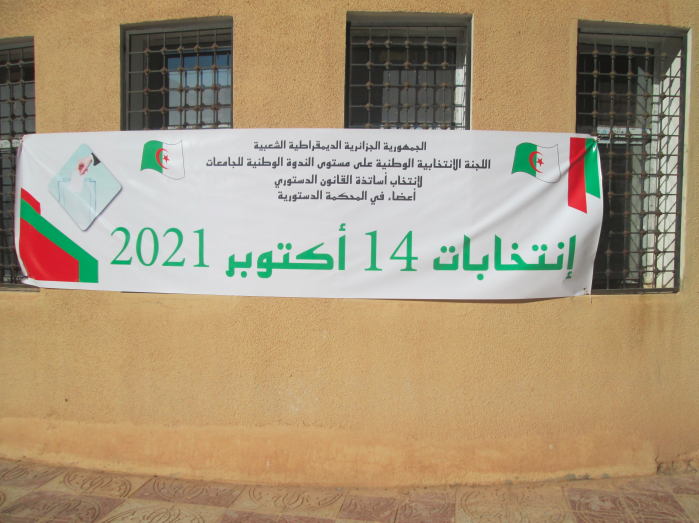 الجمهورية الجزائرية الديمقراطية الشعبية
اللجنة الانتخابية الوطنية على مستوى الندوة الوطنية للجامعات
لانتخاب أساتذة القانون الدستوري
أعضاء في المحكمة الدستورية
إنتخابات 14 أكتوبر 2021